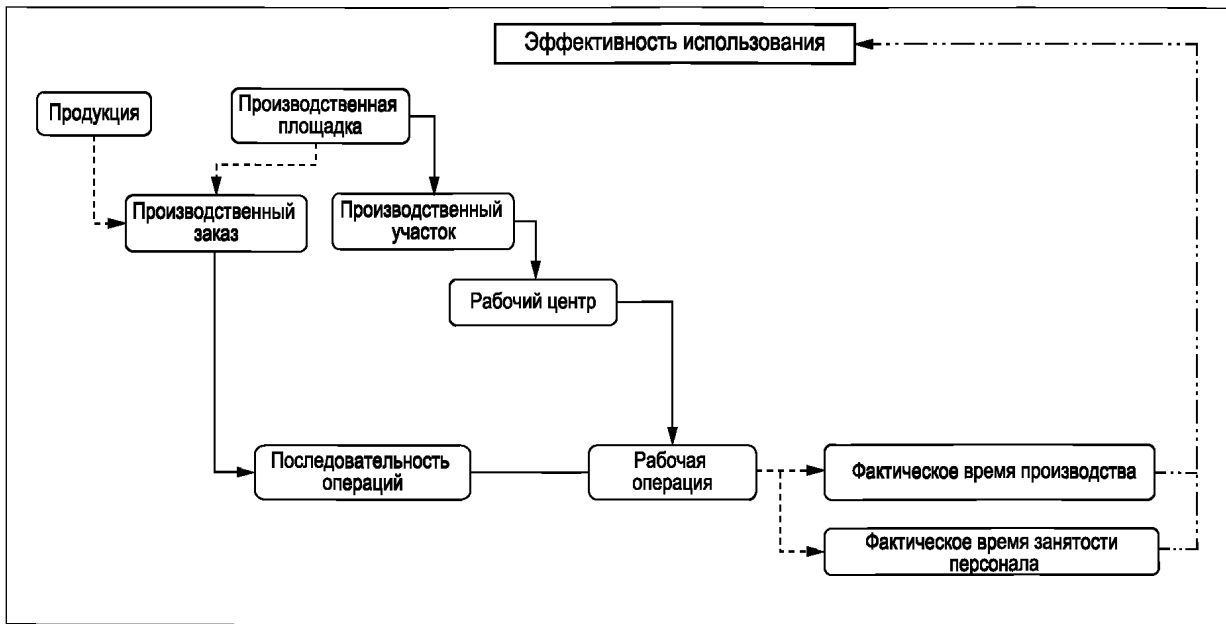 Эффективность использования
Продукция
Производственная
площадка
Производственный
заказ
Производственный
участок
Рабочий центр
Последовательность
операций
Рабочая
операция
Фактическое время производства
Фактическое время занятости
персонала